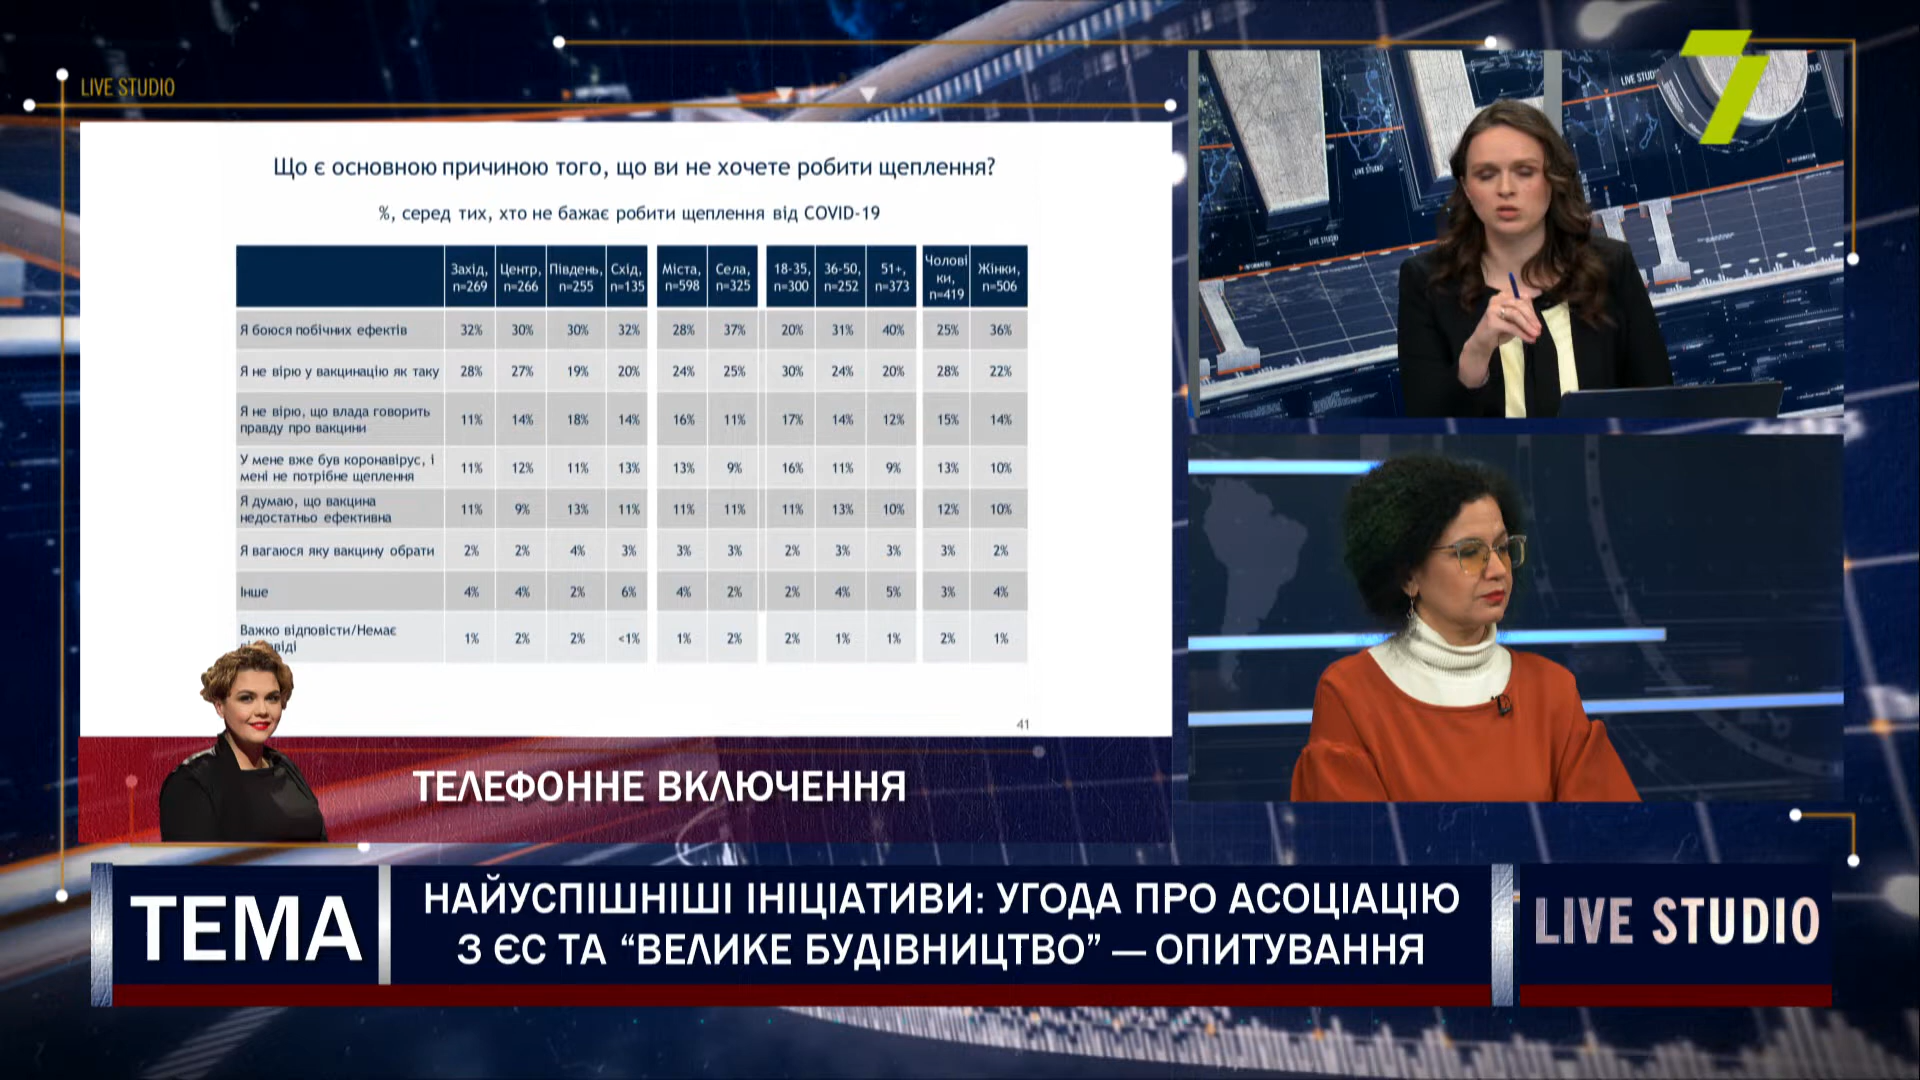 LIVE STUDIO
7
Що є основною причиною того, що ви не хочете робити щеплення?
%, серед тих, хто не бажає робити щеплення від COVID-19
Захід, n=269 Центр, n=266 Південь, n=255 Схід, n=135 Міста, n=598 Села, n=325 18-35, n=300 36-50, n=252 51+, n=373 Чолові ки, n=419 Жінки, n=506
Я боюся побічних ефектів 32% 30% 30% 32% 28% 37% 20% 31% 40% 25% 36%
Я не вірю у вакцинацію як таку 28% 27% 19% 20% 24% 25% 30% 24% 20% 28% 22%
Я не вірю, що влада говорить
правду про вакцини 11% 14% 18% 14% 16% 11% 17% 14% 12% 15% 14%
У мене вже був коронавірус, і
мені не потрібне щеплення 11% 12% 11% 13% 13% 9% 16% 11% 9% 13% 10%
Я думаю, що вакцина
недостатньо ефективна 11% 9% 13% 11% 11% 11% 11% 13% 10% 12% 10%
Я вагаюся яку вакцину обрати 2% 2% 4% 3% 3% 3% 2% 3% 3% 3% 2%
Інше 4% 4% 2% 6% 4% 2% 2% 4% 5% 3% 4%
Важко відповісти/Немає
1% 2% 2% <1% 1% 2% 2% 1% 1% 2% 1%
41
LIVE STUDIO
LIVE STUDIO
LIVE STUDIO
ТЕЛЕФОННЕ ВКЛЮЧЕННЯ
ТЕМА
НАЙУСПІШНІШІ ІНІЦІАТИВИ: УГОДА ПРО АСОЦІАЦІЮ
З ЄС ТА “ВЕЛИКЕ БУДІВНИЦТВО” — ОПИТУВАННЯ
LIVE STUDIO